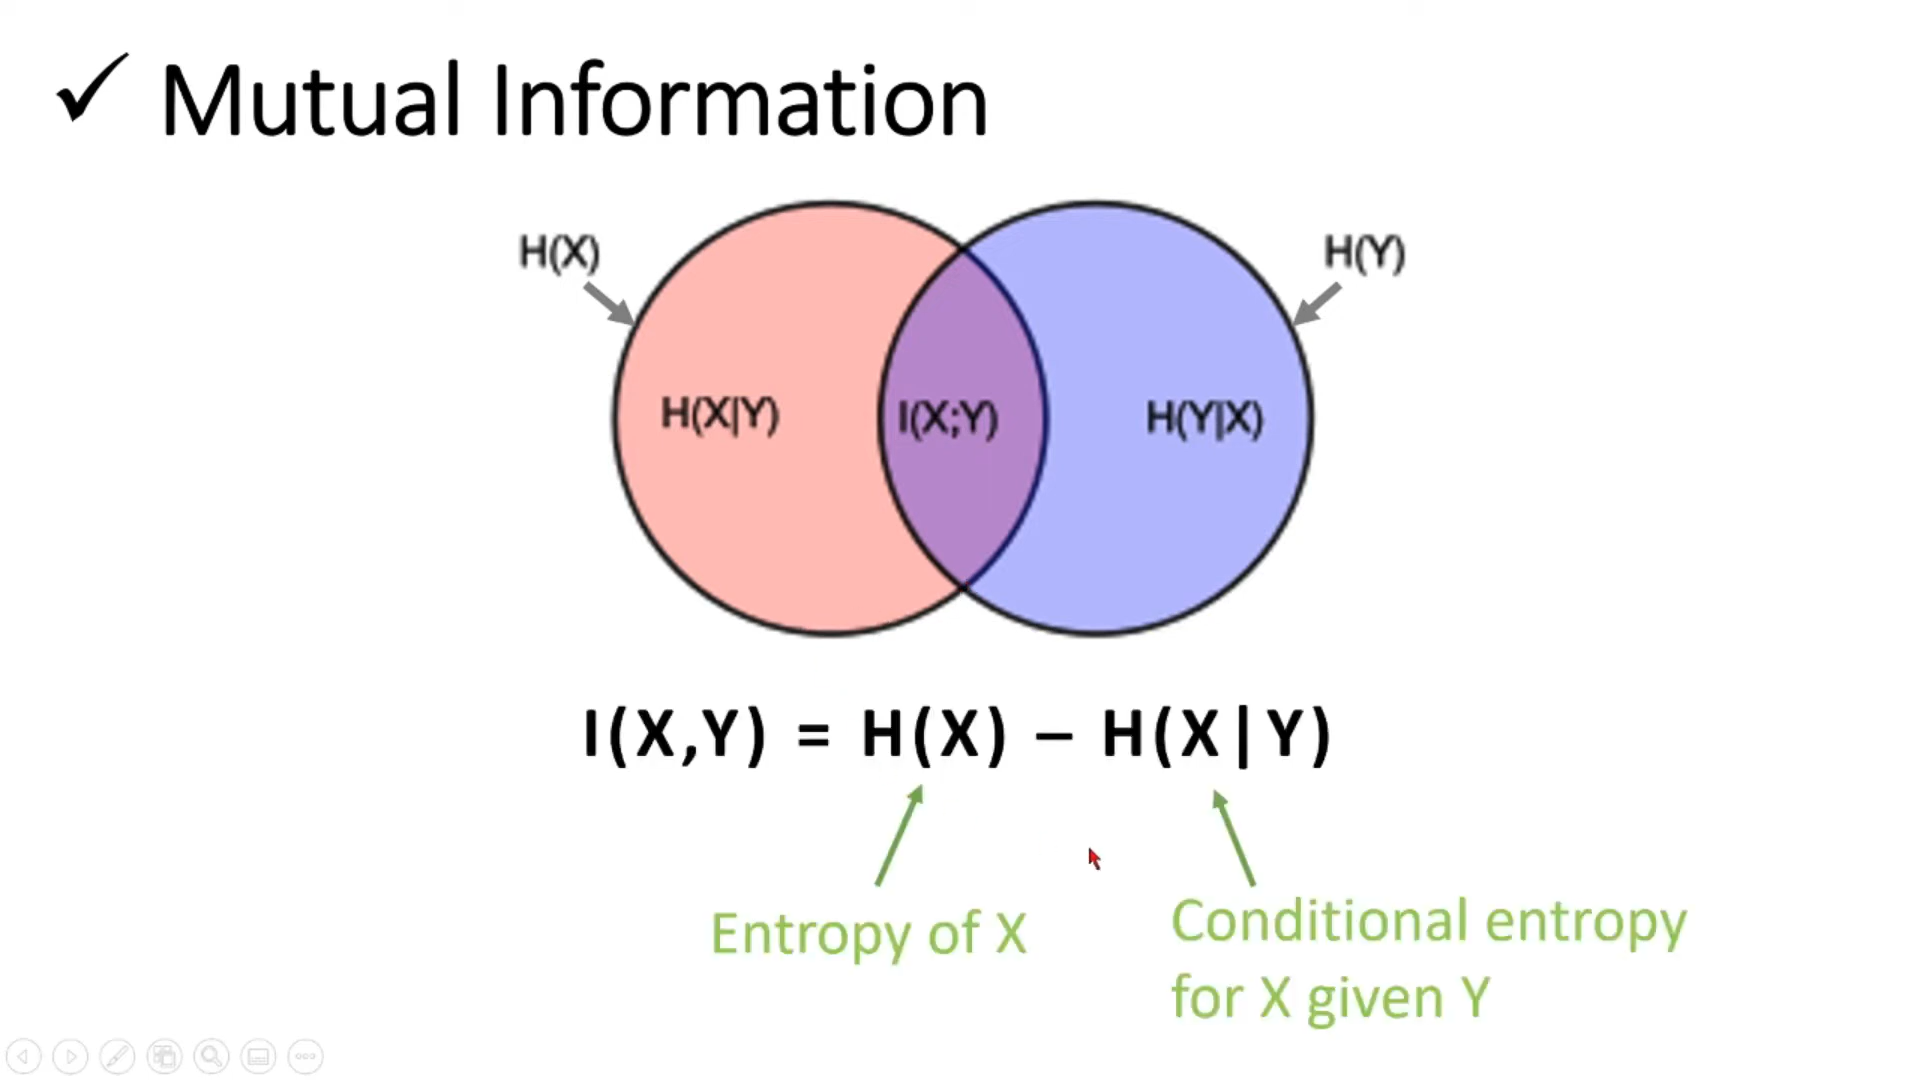 ✓ Mutual Information
H(X)
H(Y)
H(X|Y)
I(X;Y)
H(Y|X)
I(X,Y) = H(X) – H(X|Y)
Entropy of X
Conditional entropy
for X given Y